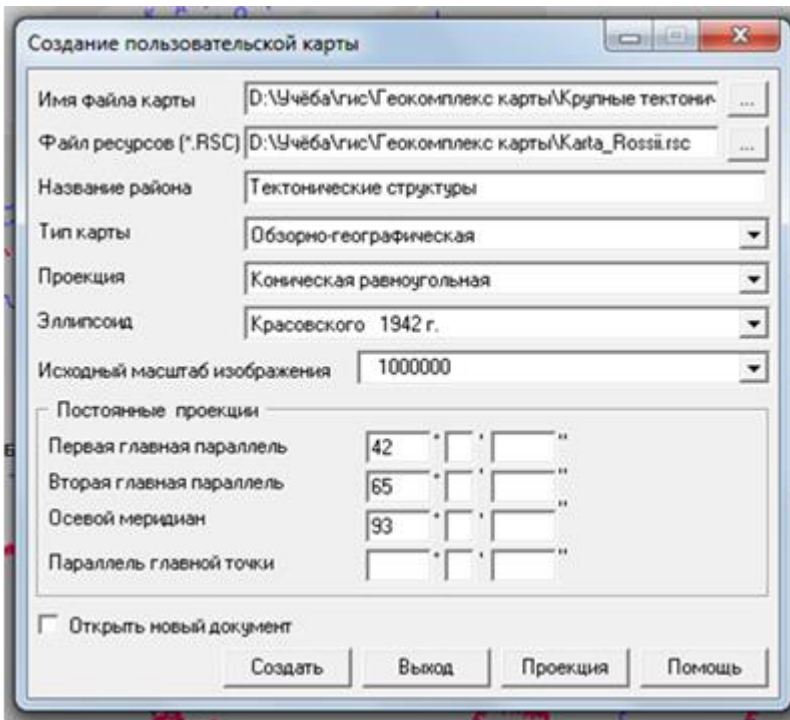 Создание пользовательской карты
Имя файла карты D:\Учёба\гис\Геокомплекс карты\Крупные тектони
...
Файл ресурсов (*.RSC) D:\Учёба\гис\Геокомплекс карты\Karta_Rossii.rsc
...
Название района Тектонические структуры
Тип карты Обзорно-географическая
Проекция Коническая равноугольная
Эллипсоид Красовского 1942 г.
Исходный масштаб изображения 1000000
Постоянные проекции
Первая главная параллель 42 ° ' "
Вторая главная параллель 65 ° ' "
Осевой меридиан 93 ° ' "
Параллель главной точки ° ' "
Открыть новый документ
Создать Выход Проекция Помощь